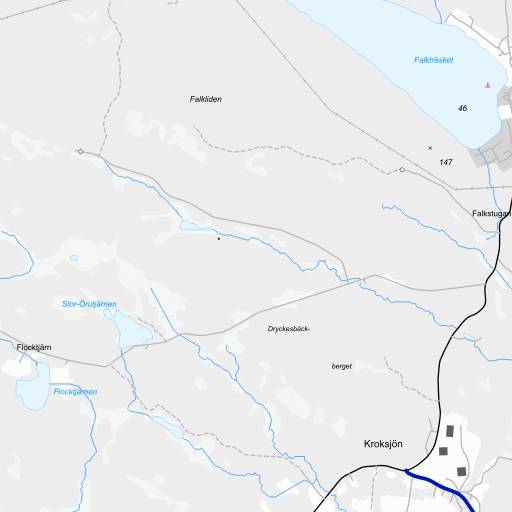 Falkträsket
Falkliden
46
147
Falkstugan
Stor-Örutjärnen
Dryckesbäck-
Flocktjärn
berget
Flocktjärnen
Kroksjön